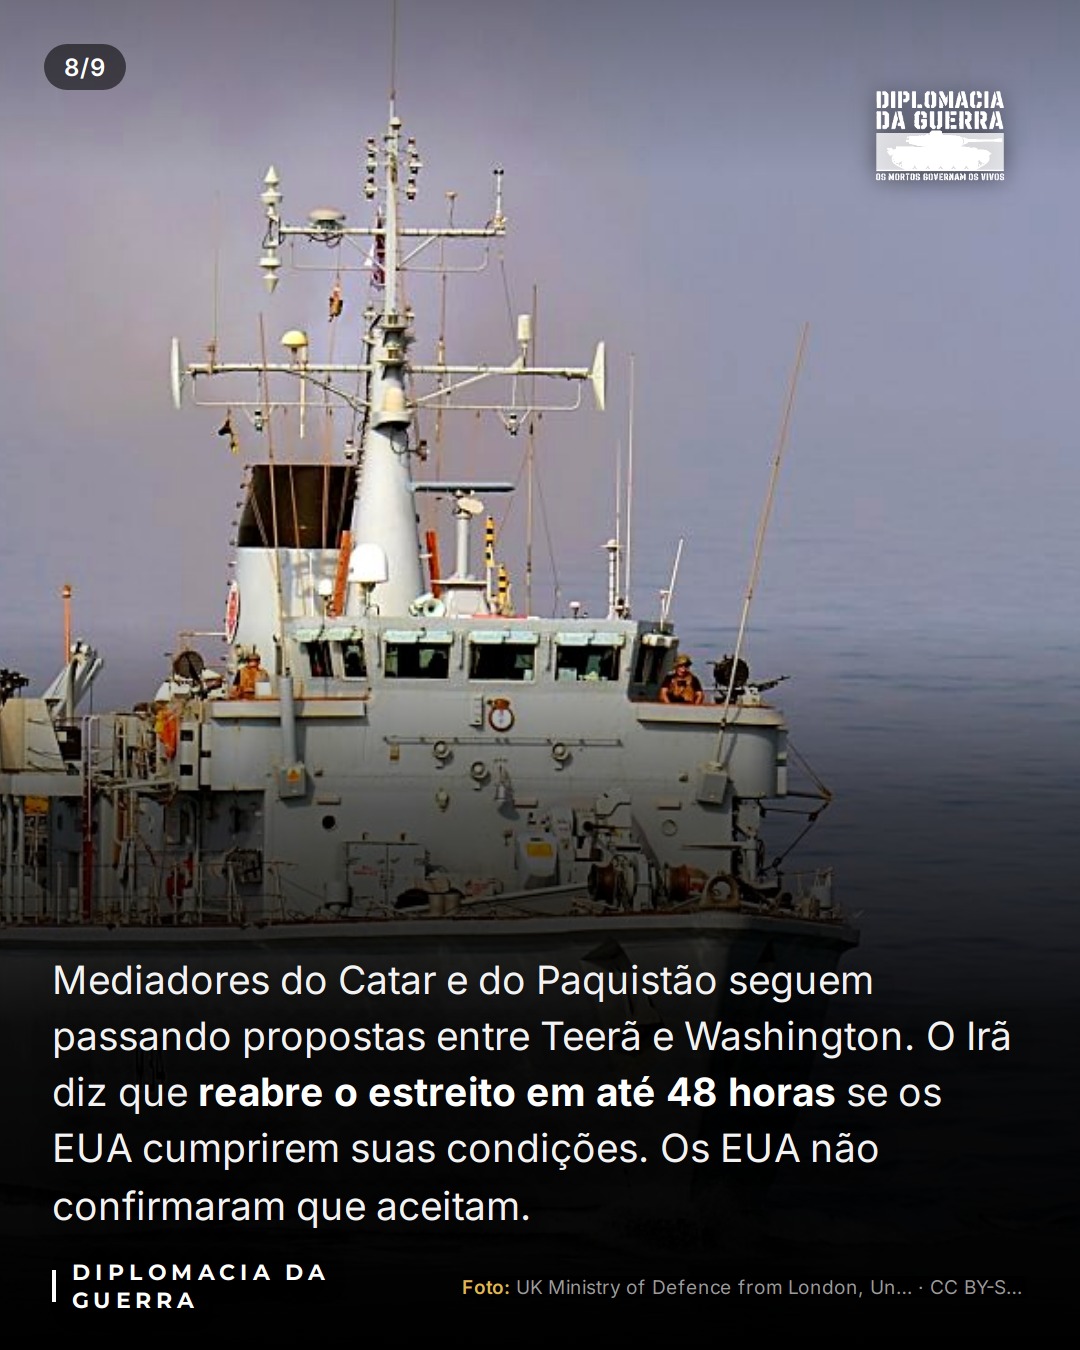 8/9
DIPLOMACIA
DA GUERRA
OS MORTOS GOVERNAM OS VIVOS
Mediadores do Catar e do Paquistão seguem
passando propostas entre Teerã e Washington. O Irã
diz que reabre o estreito em até 48 horas se os
EUA cumprirem suas condições. Os EUA não
confirmaram que aceitam.
DIPLOMACIA DA
GUERRA
Foto: UK Ministry of Defence from London, Un... · CC BY-S...